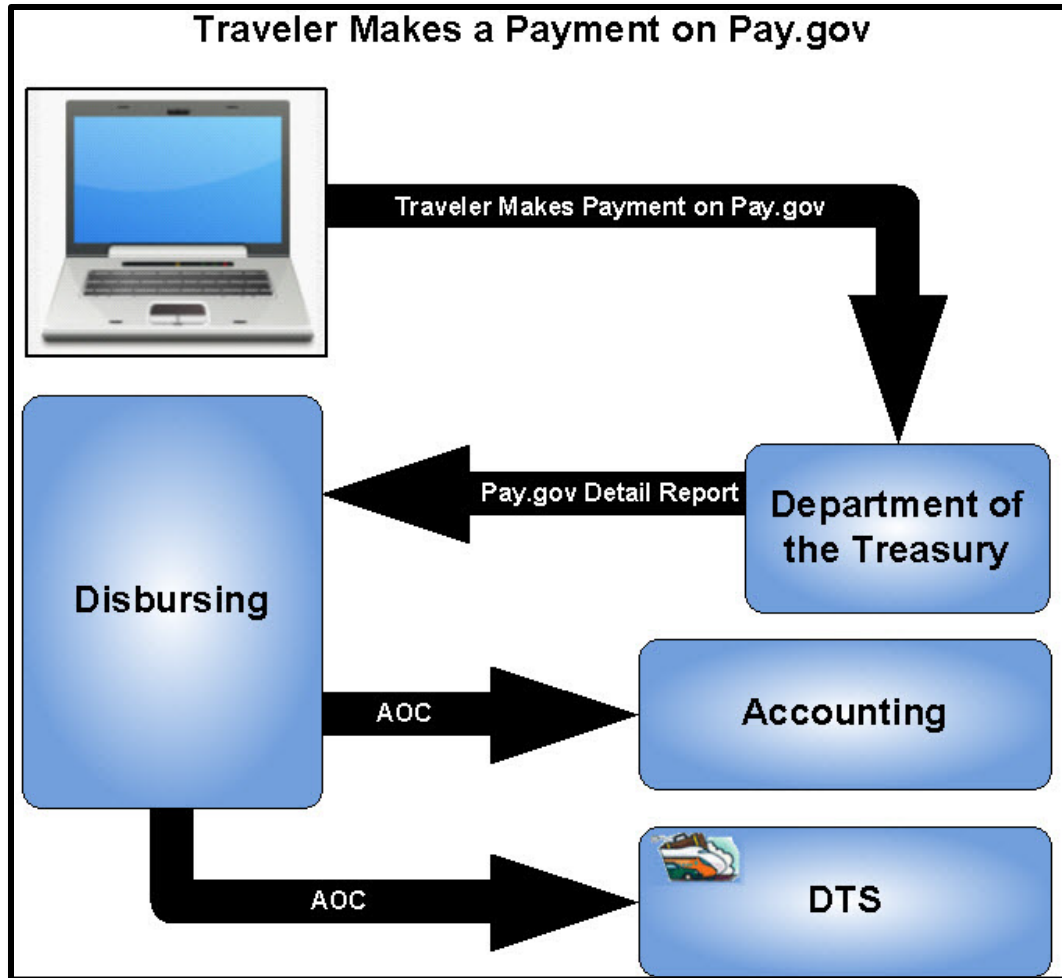 Traveler Makes a Payment on Pay.gov
Traveler Makes Payment on Pay.gov
Pay.gov Detail Report
Department of
the Treasury
Disbursing
AOC
Accounting
AOC
DTS